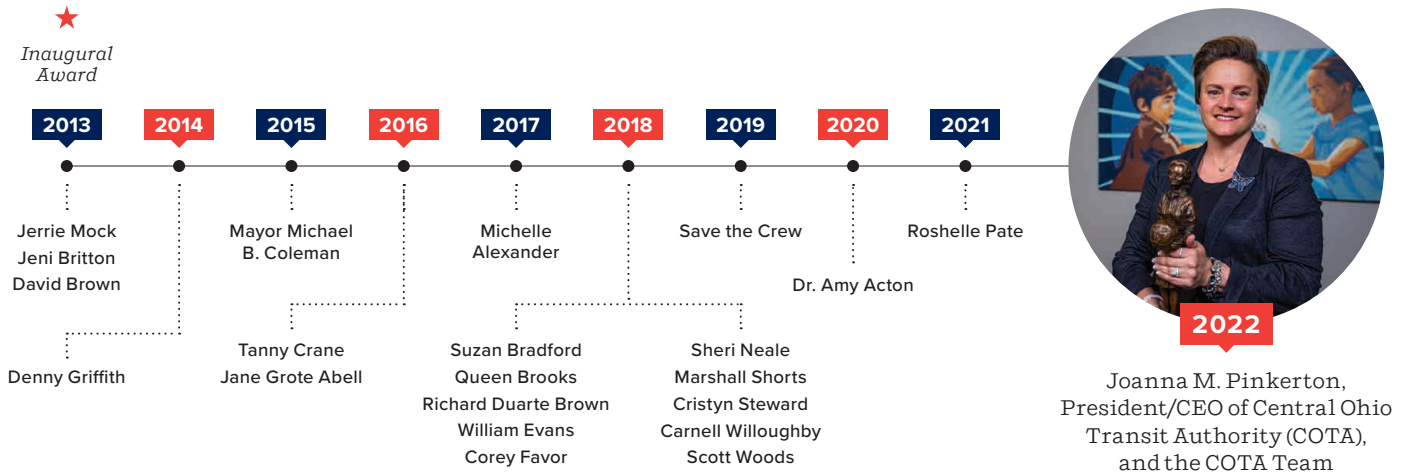 Inaugural
Award
2013
2014
2015
2016
2017
2018
2019
2020
2021
Jerrie Mock
Jeni Britton
David Brown
Denny Griffith
Mayor Michael
B. Coleman
Tanny Crane
Jane Grote Abell
Michelle
Alexander
Suzan Bradford
Queen Brooks
Richard Duarte Brown
William Evans
Corey Favor
Sheri Neale
Marshall Shorts
Cristyn Steward
Carnell Willoughby
Scott Woods
Save the Crew
Dr. Amy Acton
Roshelle Pate
2022
Joanna M. Pinkerton,
President/CEO of Central Ohio
Transit Authority (COTA),
and the COTA Team